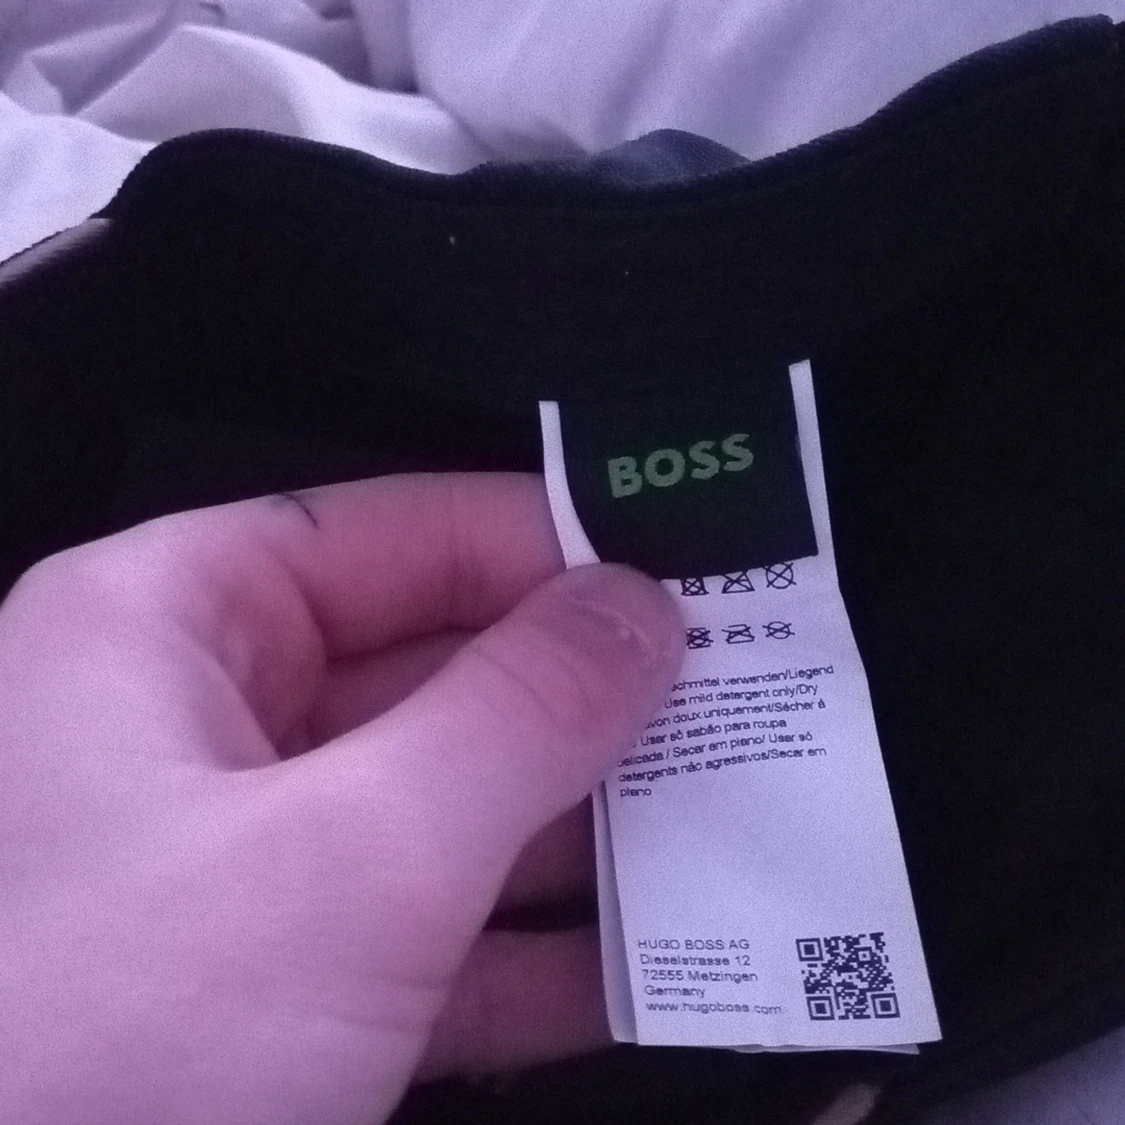 BOSS
schmittel verwenden/Liegend
Use mild detergent only/Dry
avon doux uniquement/Sécher à
Usar só sabão para roupa
delicada / Secar em plano/ Usar só
detergents não agressivos/Secar em
plano
HUGO BOSS AG
Dieselstrasse 12
72555 Metzingen
Germany
www.hugoboss.com